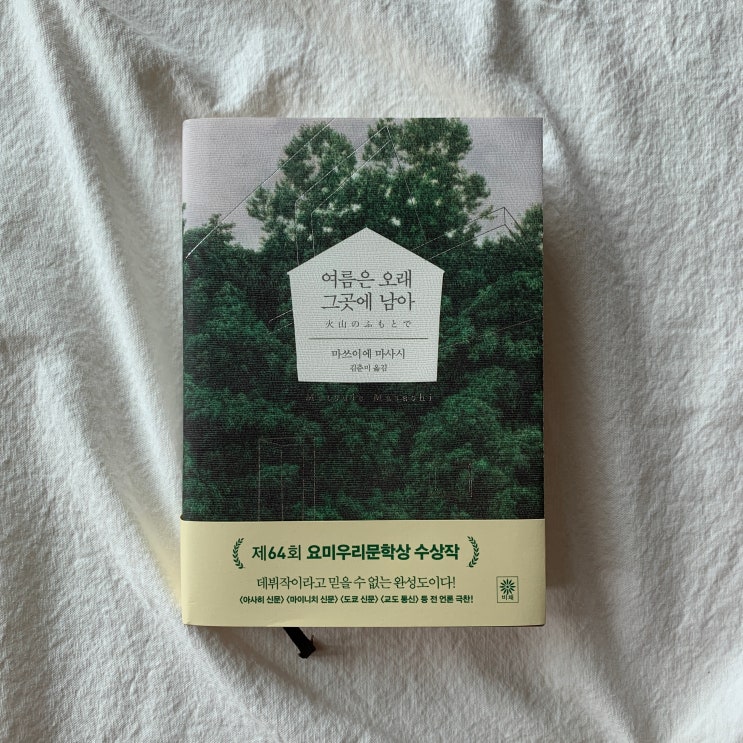 여름은 오래
그곳에 남아
火山のふもとで
마쓰이에 마사시
김춘미 옮김
Matsuie Masashi
제64회 요미우리문학상 수상작
데뷔작이라고 믿을 수 없는 완성도이다!
<아사히 신문> <마이니치 신문> <도쿄 신문> <교도 통신> 등 전 언론 극찬!
비채